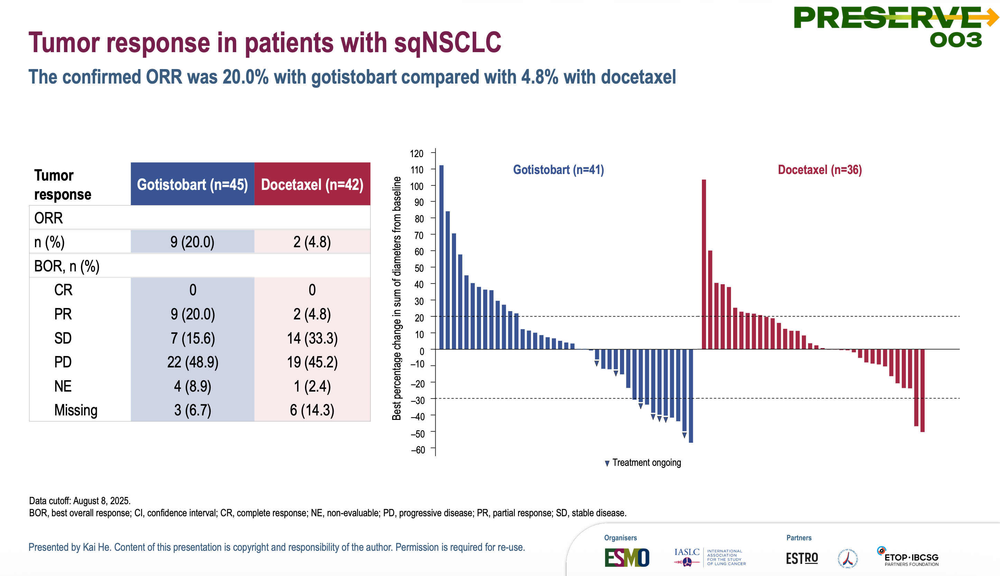 PRESERVE
003
Tumor response in patients with sqNSCLC
The confirmed ORR was 20.0% with gotistobart compared with 4.8% with docetaxel
Tumor response
Gotistobart (n=45)
Docetaxel (n=42)
ORR
n (%) 9 (20.0) 2 (4.8)
BOR, n (%)
CR 0 0
PR 9 (20.0) 2 (4.8)
SD 7 (15.6) 14 (33.3)
PD 22 (48.9) 19 (45.2)
NE 4 (8.9) 1 (2.4)
Missing 3 (6.7) 6 (14.3)
Best percentage change in sum of diameters from baseline
120
110
100
90
80
70
60
50
40
30
20
10
0
–10
–20
–30
–40
–50
–60
Gotistobart (n=41)
Docetaxel (n=36)
Treatment ongoing
Data cutoff: August 8, 2025.
BOR, best overall response; CI, confidence interval; CR, complete response; NE, non-evaluable; PD, progressive disease; PR, partial response; SD, stable disease.
Presented by Kai He. Content of this presentation is copyright and responsibility of the author. Permission is required for re-use.
Organisers
ESMO
IASLC
INTERNATIONAL
ASSOCIATION
FOR THE STUDY
OF LUNG CANCER
Partners
ESTRO
ETOP·IBCSG
PARTNERS FOUNDATION